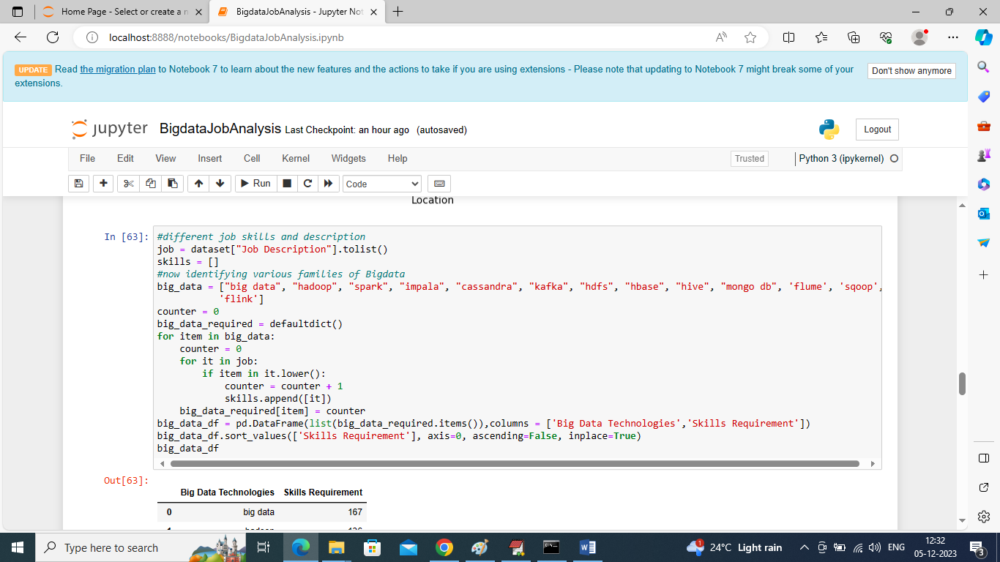 Home Page - Select or create a n
BigdataJobAnalysis - Jupyter Not
localhost:8888/notebooks/BigdataJobAnalysis.ipynb
UPDATE Read the migration plan to Notebook 7 to learn about the new features and the actions to take if you are using extensions - Please note that updating to Notebook 7 might break some of your
extensions.
Don't show anymore
jupyter BigdataJobAnalysis Last Checkpoint: an hour ago (autosaved)
Logout
File Edit View Insert Cell Kernel Widgets Help
Trusted
Python 3 (ipykernel)
Run
Code
Location
In [63]:
#different job skills and description
job = dataset["Job Description"].tolist()
skills = []
#now identifying various families of Bigdata
big_data = ["big data", "hadoop", "spark", "impala", "cassandra", "kafka", "hdfs", "hbase", "hive", "mongo db", 'flume', 'sqoop',
'flink']
counter = 0
big_data_required = defaultdict()
for item in big_data:
    counter = 0
    for it in job:
        if item in it.lower():
            counter = counter + 1
            skills.append([it])
    big_data_required[item] = counter
big_data_df = pd.DataFrame(list(big_data_required.items()),columns = ['Big Data Technologies','Skills Requirement'])
big_data_df.sort_values(['Skills Requirement'], axis=0, ascending=False, inplace=True)
big_data_df
Out[63]:
Big Data Technologies Skills Requirement
0 big data 167
Type here to search
1
24°C Light rain
ENG
12:32
05-12-2023
3